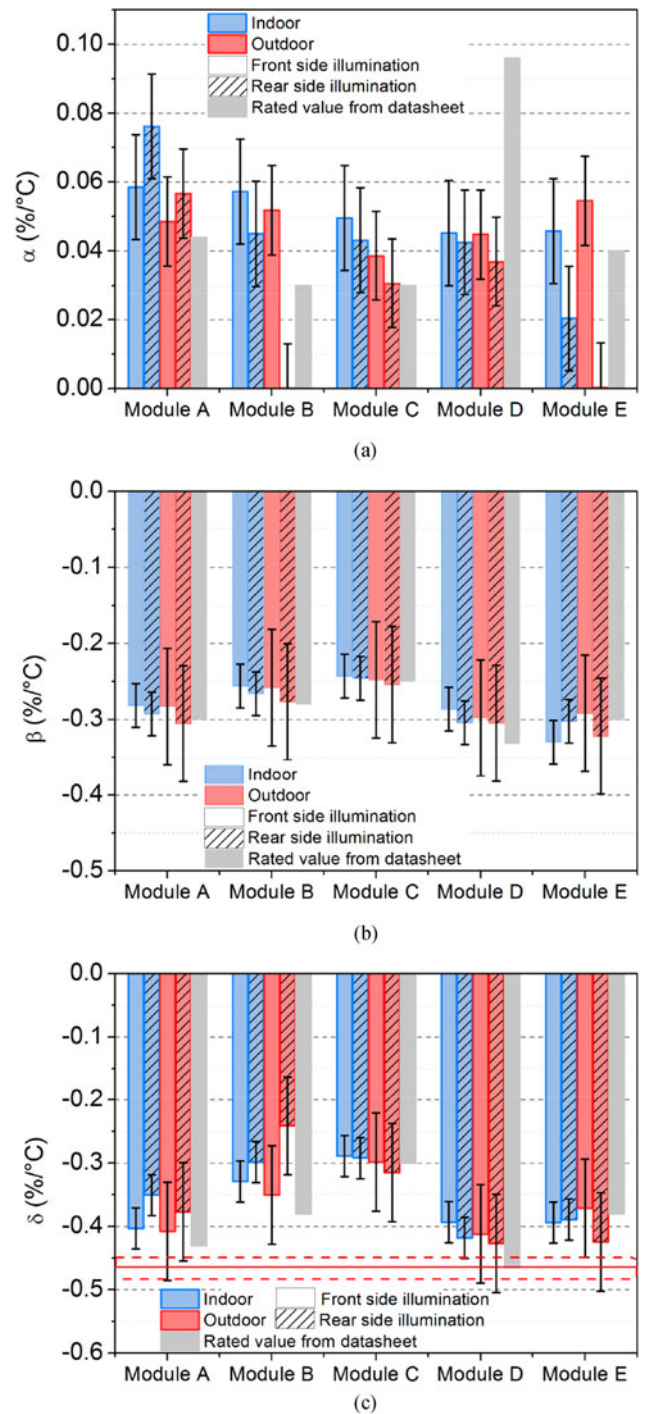 Indoor
Outdoor
Front side illumination
Rear side illumination
Rated value from datasheet
α (%/°C)
0.10
0.08
0.06
0.04
0.02
0.00
Module A Module B Module C Module D Module E
(a)
β (%/°C)
0.0
-0.1
-0.2
-0.3
-0.4
-0.5
Indoor
Outdoor
Front side illumination
Rear side illumination
Rated value from datasheet
Module A Module B Module C Module D Module E
(b)
δ (%/°C)
0.0
-0.1
-0.2
-0.3
-0.4
-0.5
-0.6
Indoor Front side illumination
Outdoor Rear side illumination
Rated value from datasheet
Module A Module B Module C Module D Module E
(c)